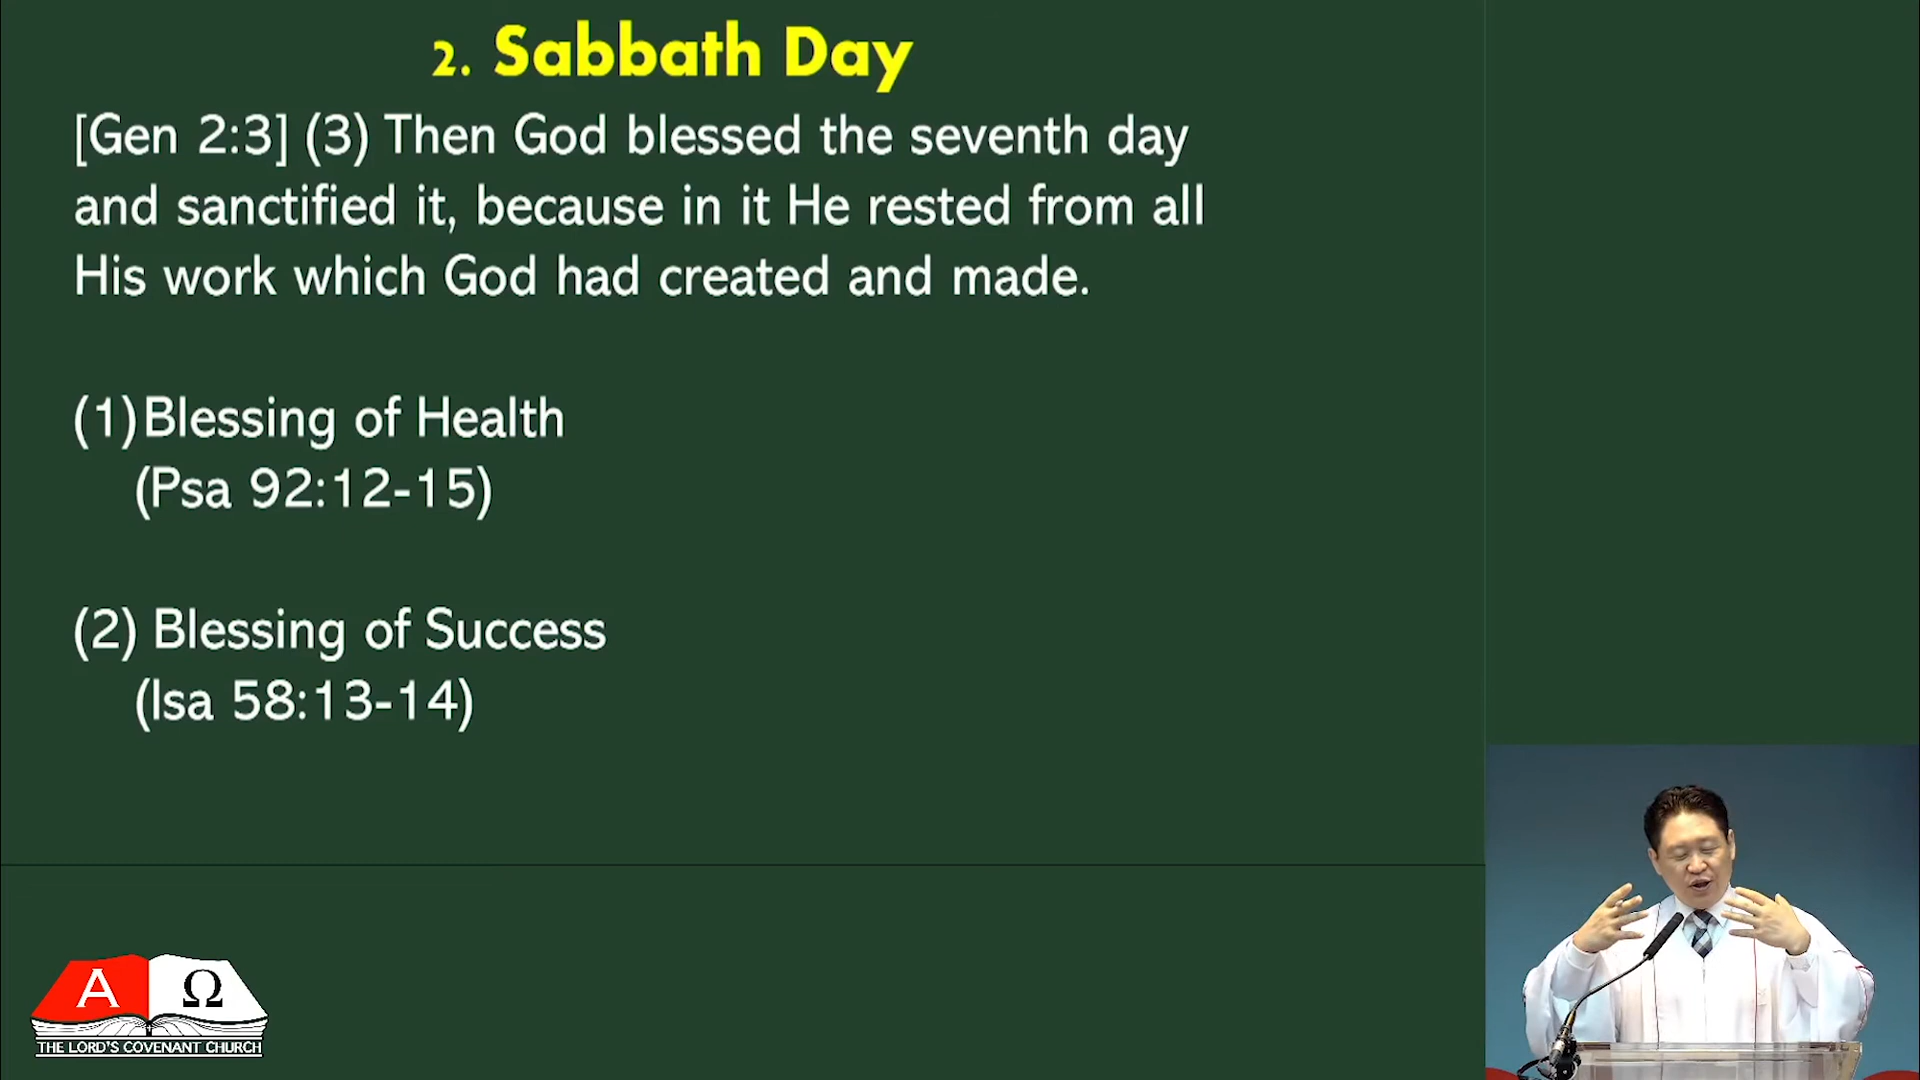 2. Sabbath Day
[Gen 2:3] (3) Then God blessed the seventh day
and sanctified it, because in it He rested from all
His work which God had created and made.
(1)Blessing of Health
(Psa 92:12-15)
(2) Blessing of Success
(Isa 58:13-14)
A Ω
THE LORD'S COVENANT CHURCH